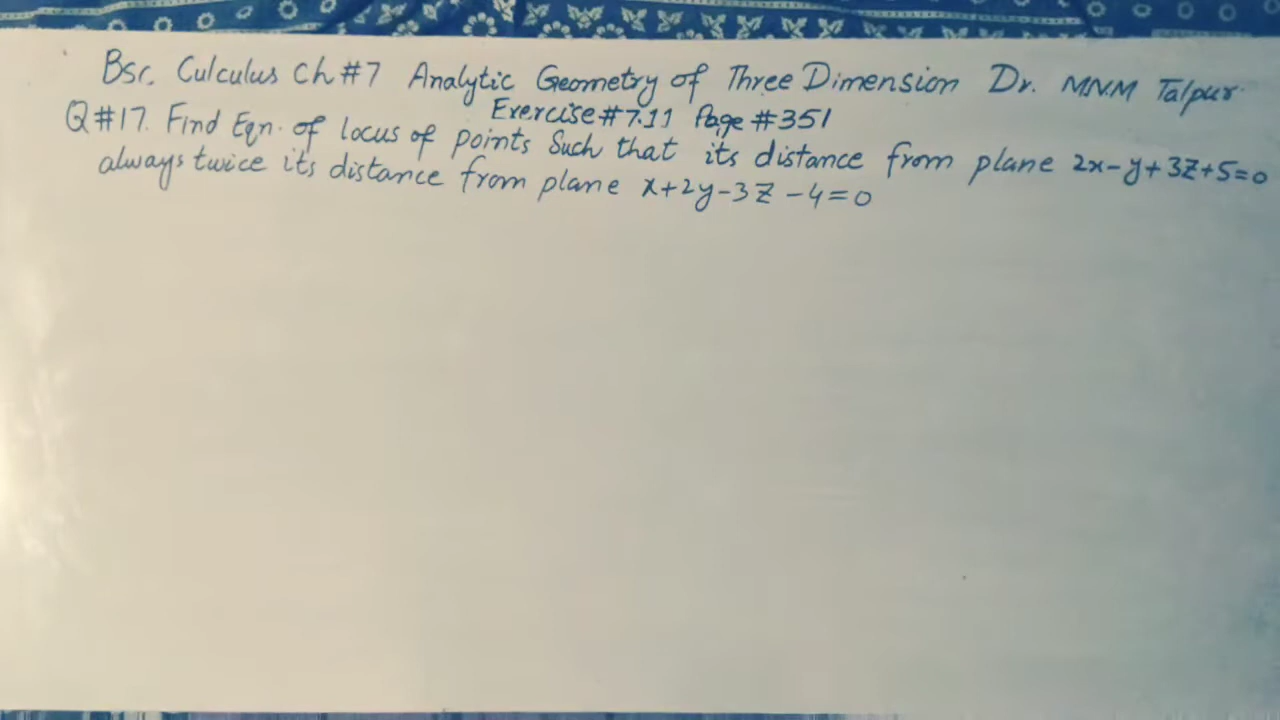 Bsc. Culculus Ch #7 Analytic Geometry of Three Dimension Dr. MNM Talpur.
Exercise #7.11 Page #351
Q #17. Find Eqn. of locus of points Such that its distance from plane 2x-y+3z+5=0
always twice its distance from plane x+2y-3z-4=0